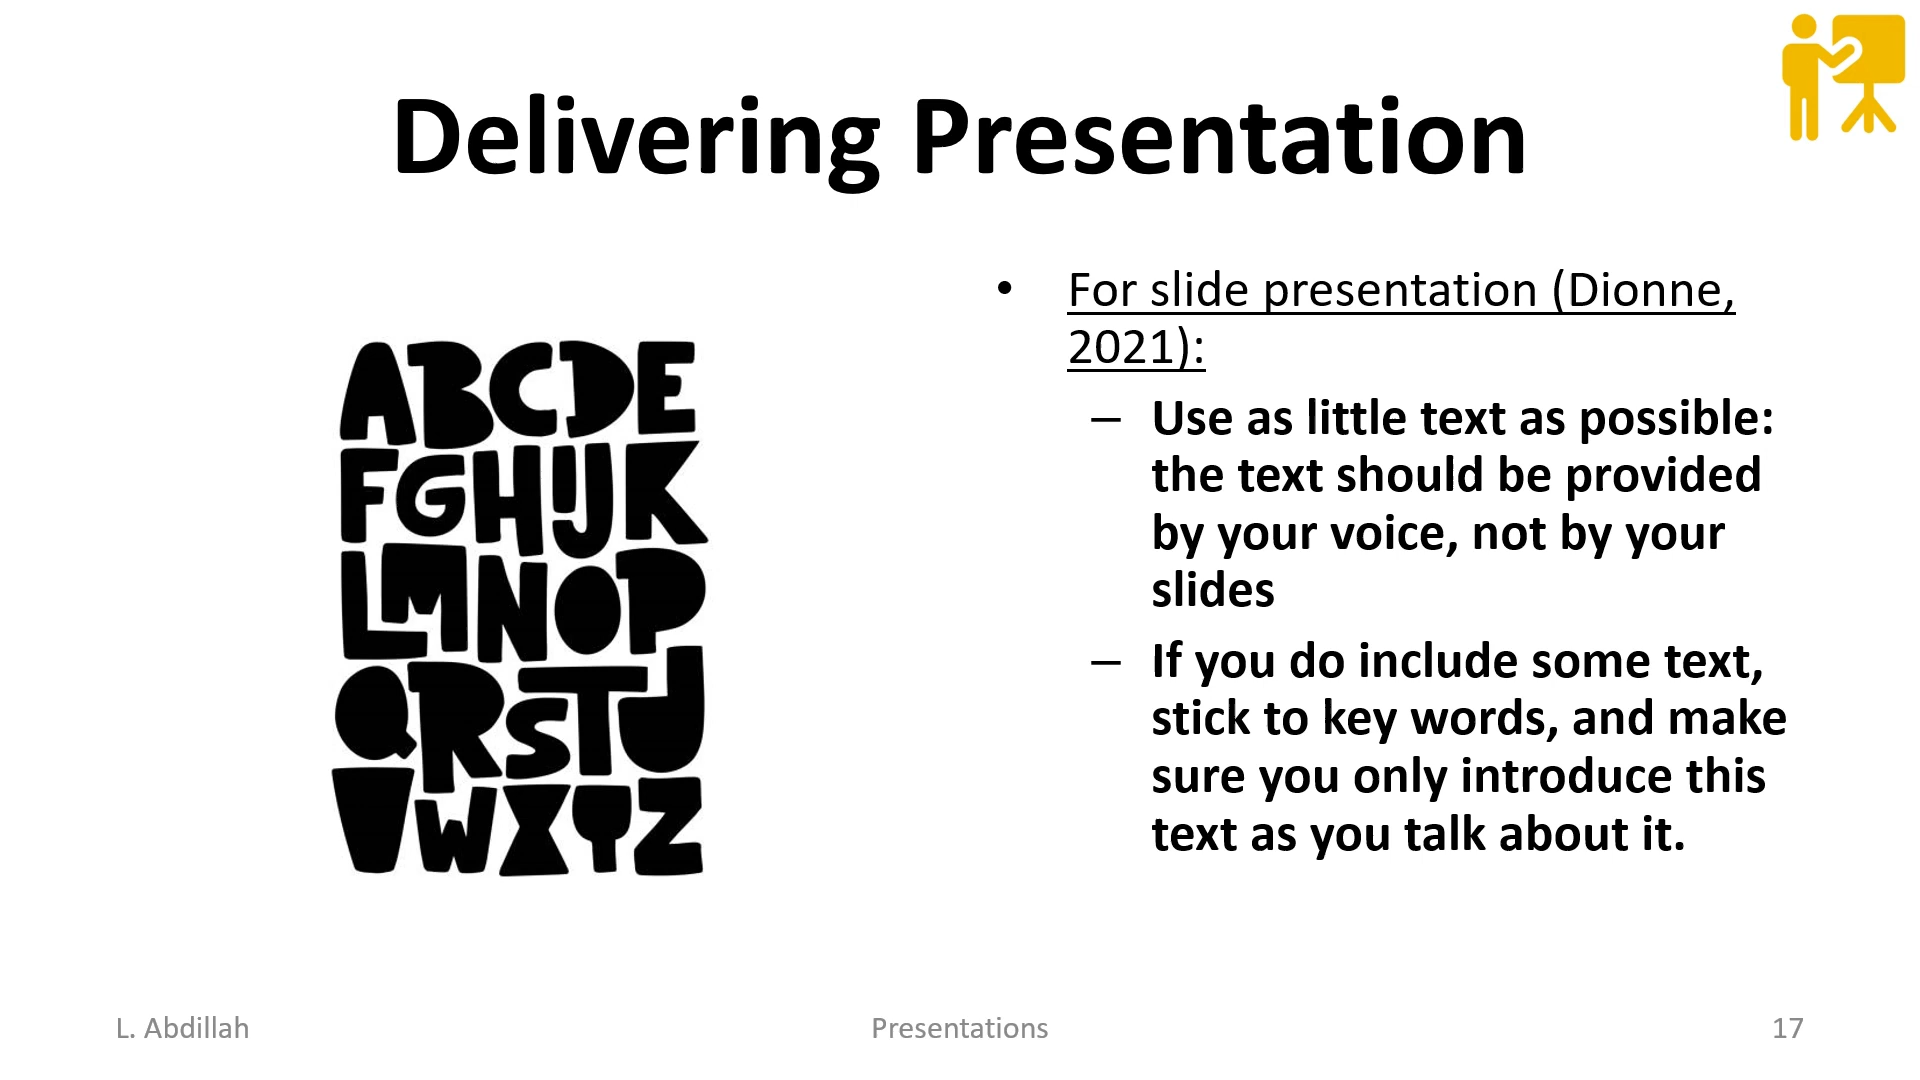 Delivering Presentation
ABCDE
FGHIJK
LMNOP
QRSTU
VWXYZ
• For slide presentation (Dionne,
2021):
– Use as little text as possible:
the text should be provided
by your voice, not by your
slides
– If you do include some text,
stick to key words, and make
sure you only introduce this
text as you talk about it.
L. Abdillah
Presentations
17